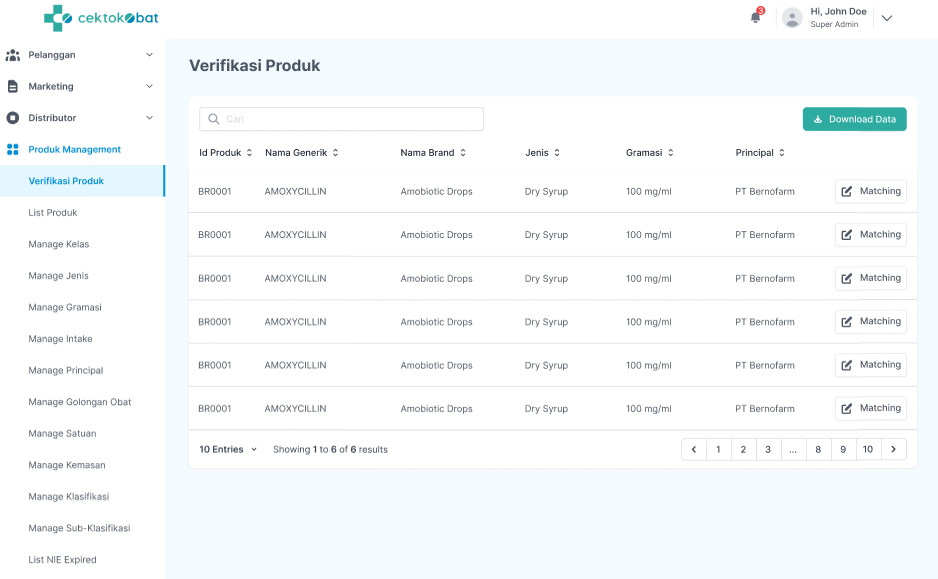 cektokobat
3
Hi, John Doe
Super Admin
Pelanggan
Marketing
Distributor
Produk Management
Verifikasi Produk
List Produk
Manage Kelas
Manage Jenis
Manage Gramasi
Manage Intake
Manage Principal
Manage Golongan Obat
Manage Satuan
Manage Kemasan
Manage Klasifikasi
Manage Sub-Klasifikasi
List NIE Expired
Verifikasi Produk
Cari
Download Data
Id Produk Nama Generik Nama Brand Jenis Gramasi Principal
BR0001 AMOXYCILLIN Amobiotic Drops Dry Syrup 100 mg/ml PT Bernofarm Matching
BR0001 AMOXYCILLIN Amobiotic Drops Dry Syrup 100 mg/ml PT Bernofarm Matching
BR0001 AMOXYCILLIN Amobiotic Drops Dry Syrup 100 mg/ml PT Bernofarm Matching
BR0001 AMOXYCILLIN Amobiotic Drops Dry Syrup 100 mg/ml PT Bernofarm Matching
BR0001 AMOXYCILLIN Amobiotic Drops Dry Syrup 100 mg/ml PT Bernofarm Matching
BR0001 AMOXYCILLIN Amobiotic Drops Dry Syrup 100 mg/ml PT Bernofarm Matching
10 Entries Showing 1 to 6 of 6 results 1 2 3 ... 8 9 10